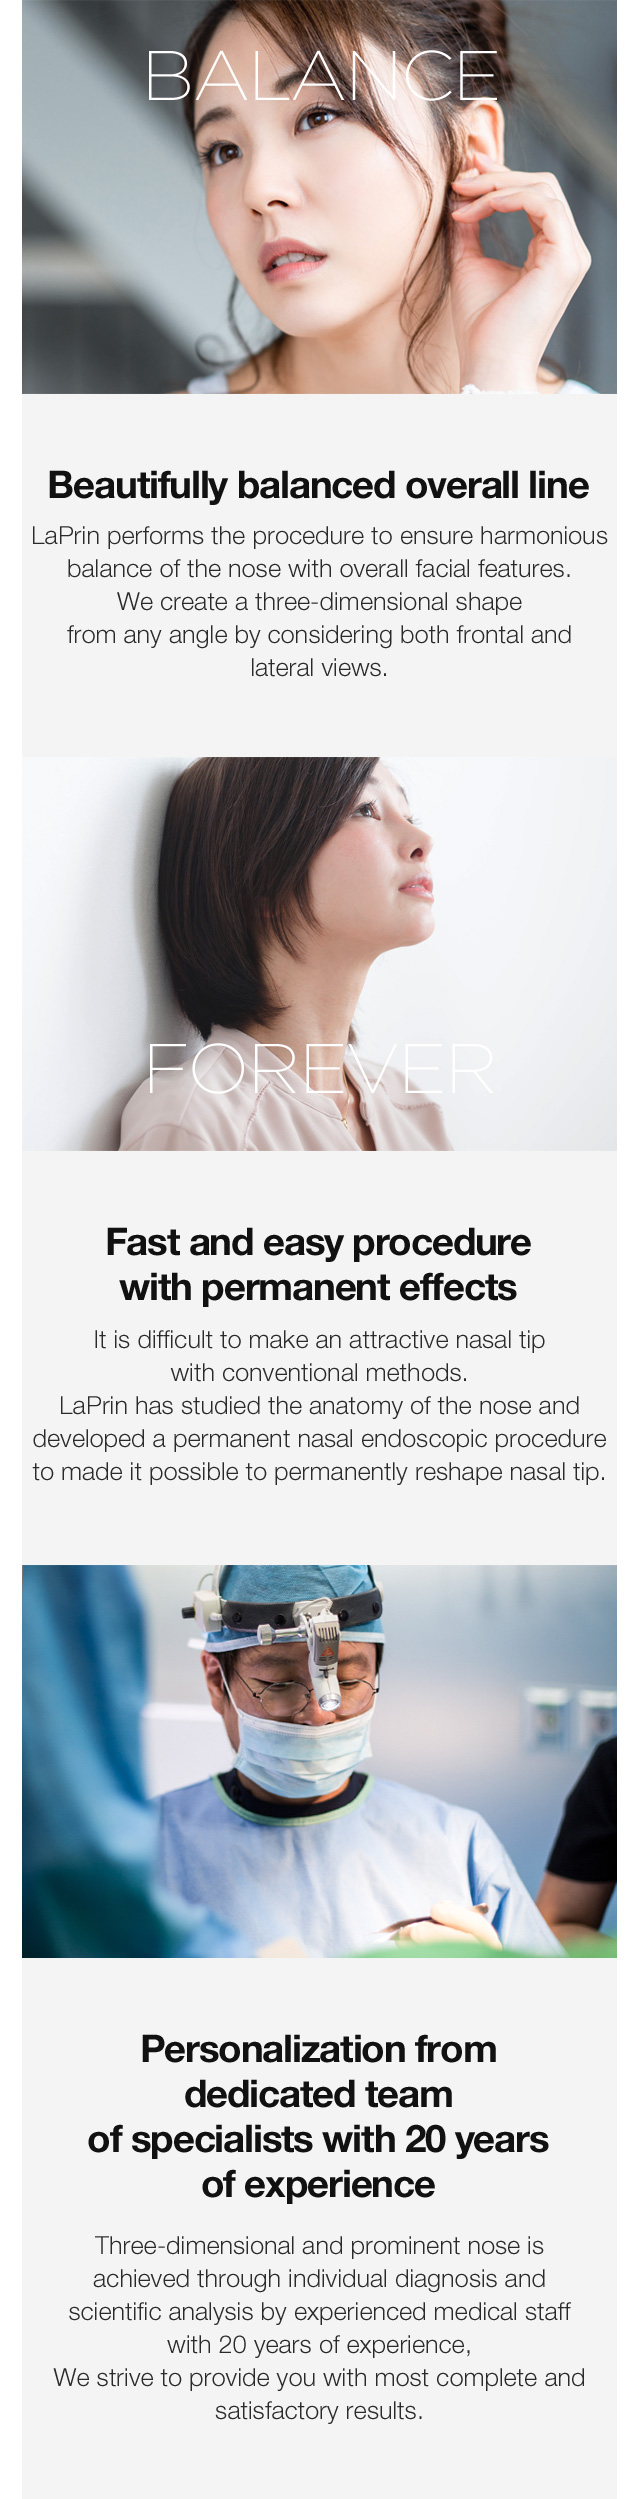 BALANCE
Beautifully balanced overall line
LaPrin performs the procedure to ensure harmonious
balance of the nose with overall facial features.
We create a three-dimensional shape
from any angle by considering both frontal and
lateral views.
FOREVER
Fast and easy procedure
with permanent effects
It is difficult to make an attractive nasal tip
with conventional methods.
LaPrin has studied the anatomy of the nose and
developed a permanent nasal endoscopic procedure
to made it possible to permanently reshape nasal tip.
Personalization from
dedicated team
of specialists with 20 years
of experience
Three-dimensional and prominent nose is
achieved through individual diagnosis and
scientific analysis by experienced medical staff
with 20 years of experience,
We strive to provide you with most complete and
satisfactory results.